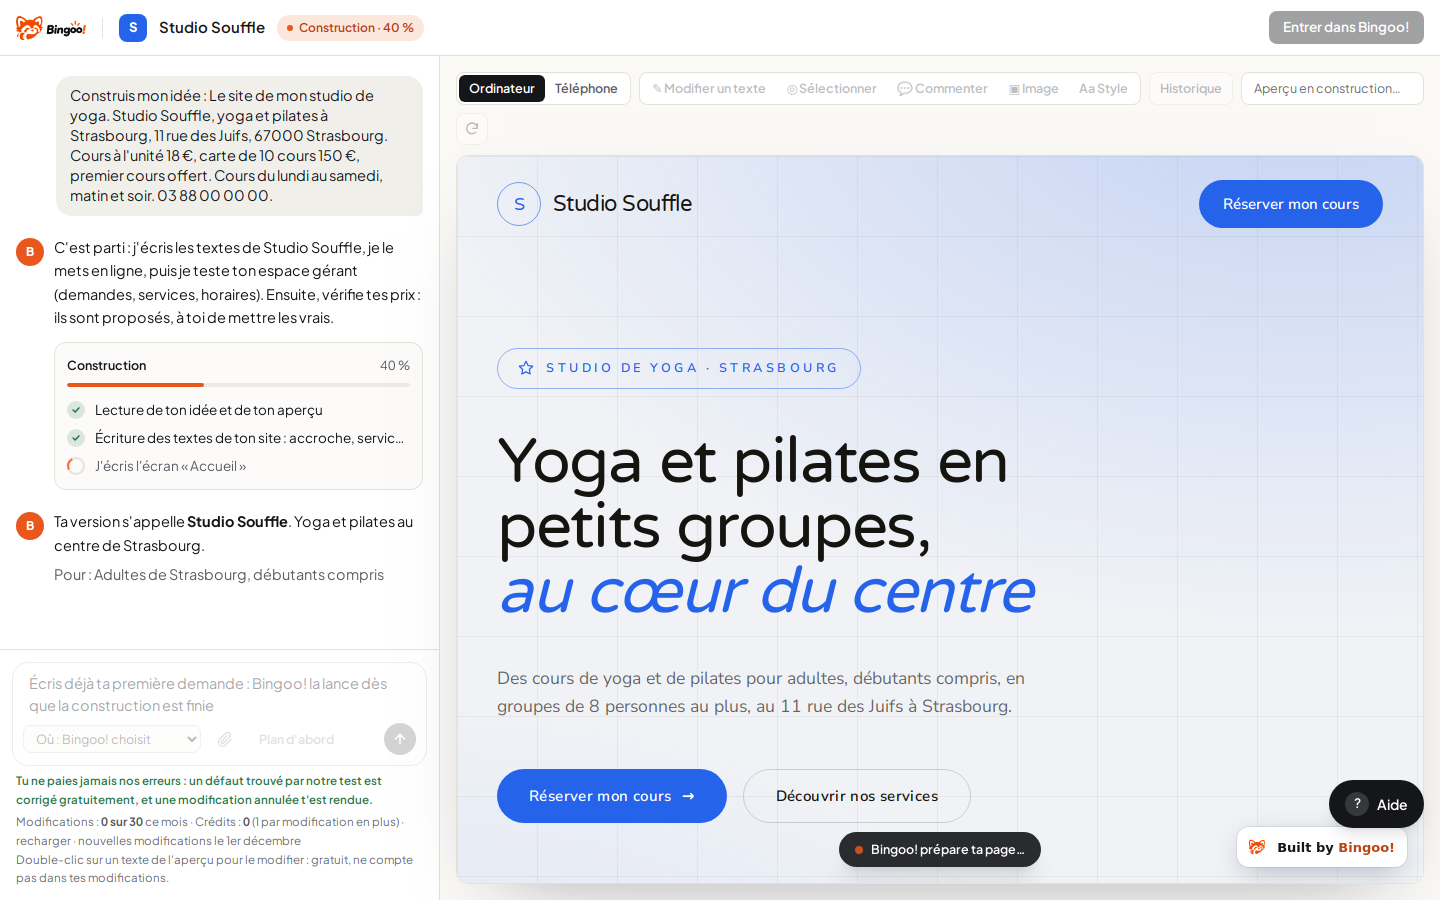 Bingoo!
S
Studio Souffle
Construction · 40 %
Entrer dans Bingoo!
Construis mon idée : Le site de mon studio de
yoga. Studio Souffle, yoga et pilates à
Strasbourg, 11 rue des Juifs, 67000 Strasbourg.
Cours à l'unité 18 €, carte de 10 cours 150 €,
premier cours offert. Cours du lundi au samedi,
matin et soir. 03 88 00 00 00.
B
C'est parti : j'écris les textes de Studio Souffle, je le
mets en ligne, puis je teste ton espace gérant
(demandes, services, horaires). Ensuite, vérifie tes prix :
ils sont proposés, à toi de mettre les vrais.
Construction
40 %
Lecture de ton idée et de ton aperçu
Écriture des textes de ton site : accroche, servic...
J'écris l'écran « Accueil »
B
Ta version s'appelle Studio Souffle. Yoga et pilates au
centre de Strasbourg.
Pour : Adultes de Strasbourg, débutants compris
Écris déjà ta première demande : Bingoo! la lance dès
que la construction est finie
Où : Bingoo! choisit
Plan d'abord
Tu ne paies jamais nos erreurs : un défaut trouvé par notre test est
corrigé gratuitement, et une modification annulée t'est rendue.
Modifications : 0 sur 30 ce mois · Crédits : 0 (1 par modification en plus) ·
recharger · nouvelles modifications le 1er décembre
Double-clic sur un texte de l'aperçu pour le modifier : gratuit, ne compte
pas dans tes modifications.
Ordinateur
Téléphone
Modifier un texte
Sélectionner
Commenter
Image
Aa Style
Historique
Aperçu en construction...
S
Studio Souffle
Réserver mon cours
STUDIO DE YOGA · STRASBOURG
Yoga et pilates en
petits groupes,
au cœur du centre
Des cours de yoga et de pilates pour adultes, débutants compris, en
groupes de 8 personnes au plus, au 11 rue des Juifs à Strasbourg.
Réserver mon cours →
Découvrir nos services
Bingoo! prépare ta page...
? Aide
Built by Bingoo!